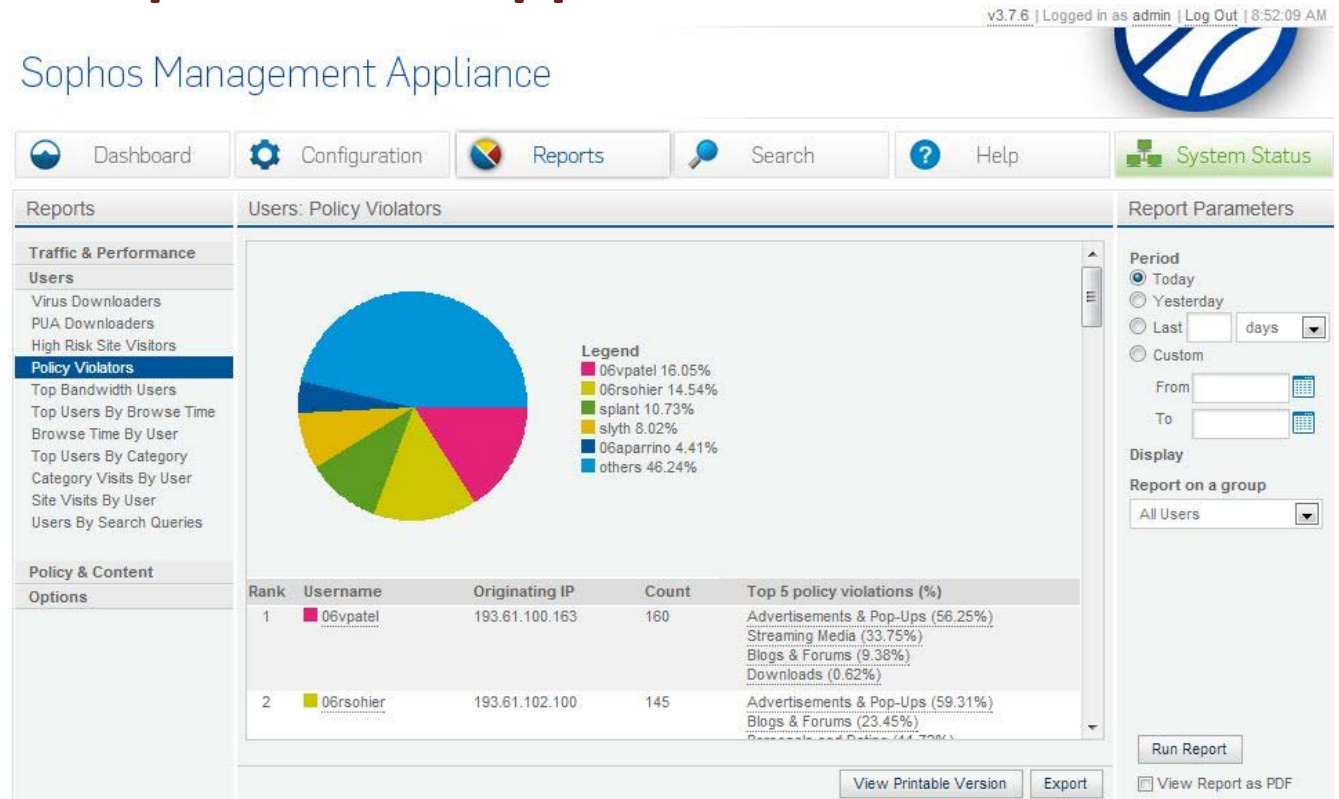 v3.7.6 | Logged in as admin | Log Out | 8:52:09 AM
Sophos Management Appliance
Dashboard
Configuration
Reports
Search
Help
System Status
Reports
Traffic & Performance
Users
Virus Downloaders
PUA Downloaders
High Risk Site Visitors
Policy Violators
Top Bandwidth Users
Top Users By Browse Time
Browse Time By User
Top Users By Category
Category Visits By User
Site Visits By User
Users By Search Queries
Policy & Content
Options
Users: Policy Violators
Legend
06vpatel 16.05%
06rsohier 14.54%
splant 10.73%
slyth 8.02%
06aparrino 4.41%
others 46.24%
Rank Username Originating IP Count Top 5 policy violations (%)
1 06vpatel 193.61.100.163 160 Advertisements & Pop-Ups (56.25%)
Streaming Media (33.75%)
Blogs & Forums (9.38%)
Downloads (0.62%)
2 06rsohier 193.61.102.100 145 Advertisements & Pop-Ups (59.31%)
Blogs & Forums (23.45%)
View Printable Version
Export
Report Parameters
Period
Today
Yesterday
Last days
Custom
From
To
Display
Report on a group
All Users
Run Report
View Report as PDF